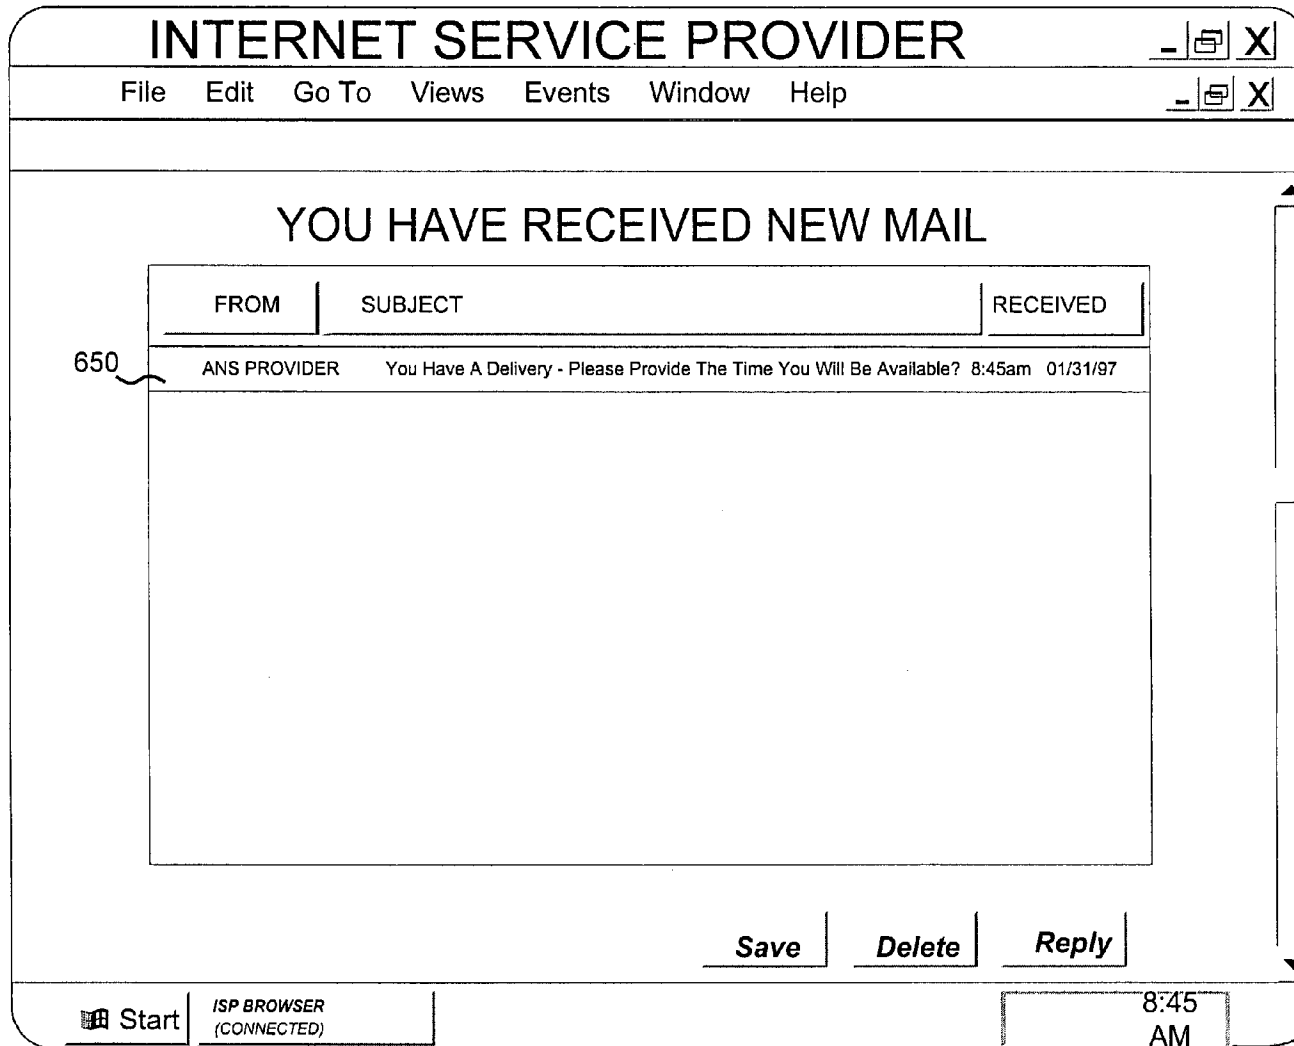 INTERNET SERVICE PROVIDER - X
File Edit Go To Views Events Window Help - X
YOU HAVE RECEIVED NEW MAIL
FROM SUBJECT RECEIVED
650 ANS PROVIDER You Have A Delivery - Please Provide The Time You Will Be Available? 8:45am 01/31/97
Save Delete Reply
Start ISP BROWSER
(CONNECTED)
8:45
AM